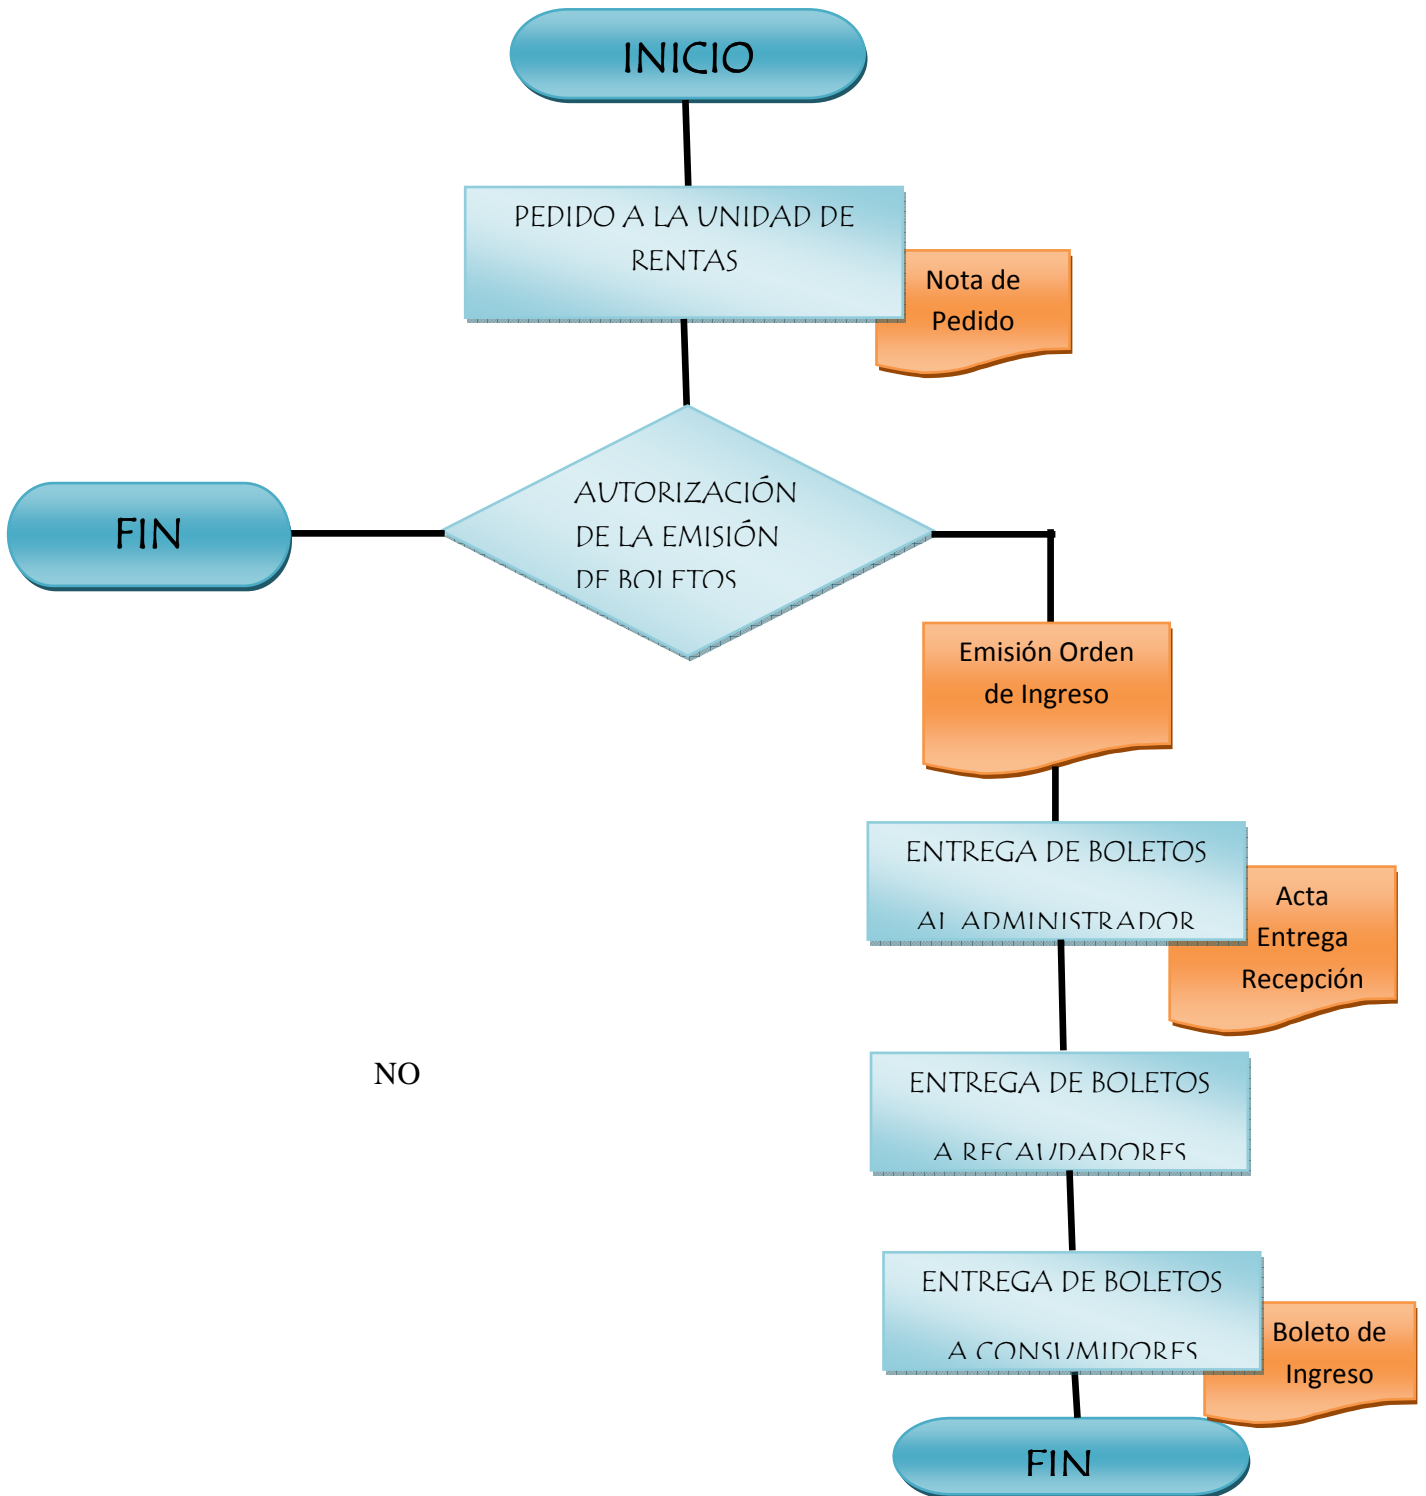 INICIO
PEDIDO A LA UNIDAD DE
RENTAS
Nota de
Pedido
AUTORIZACIÓN
DE LA EMISIÓN
DE BOLETOS
FIN
Emisión Orden
de Ingreso
ENTREGA DE BOLETOS
AL ADMINISTRADOR
Acta
Entrega
Recepción
NO
ENTREGA DE BOLETOS
A RECAUDADORES
ENTREGA DE BOLETOS
A CONSUMIDORES
Boleto de
Ingreso
FIN